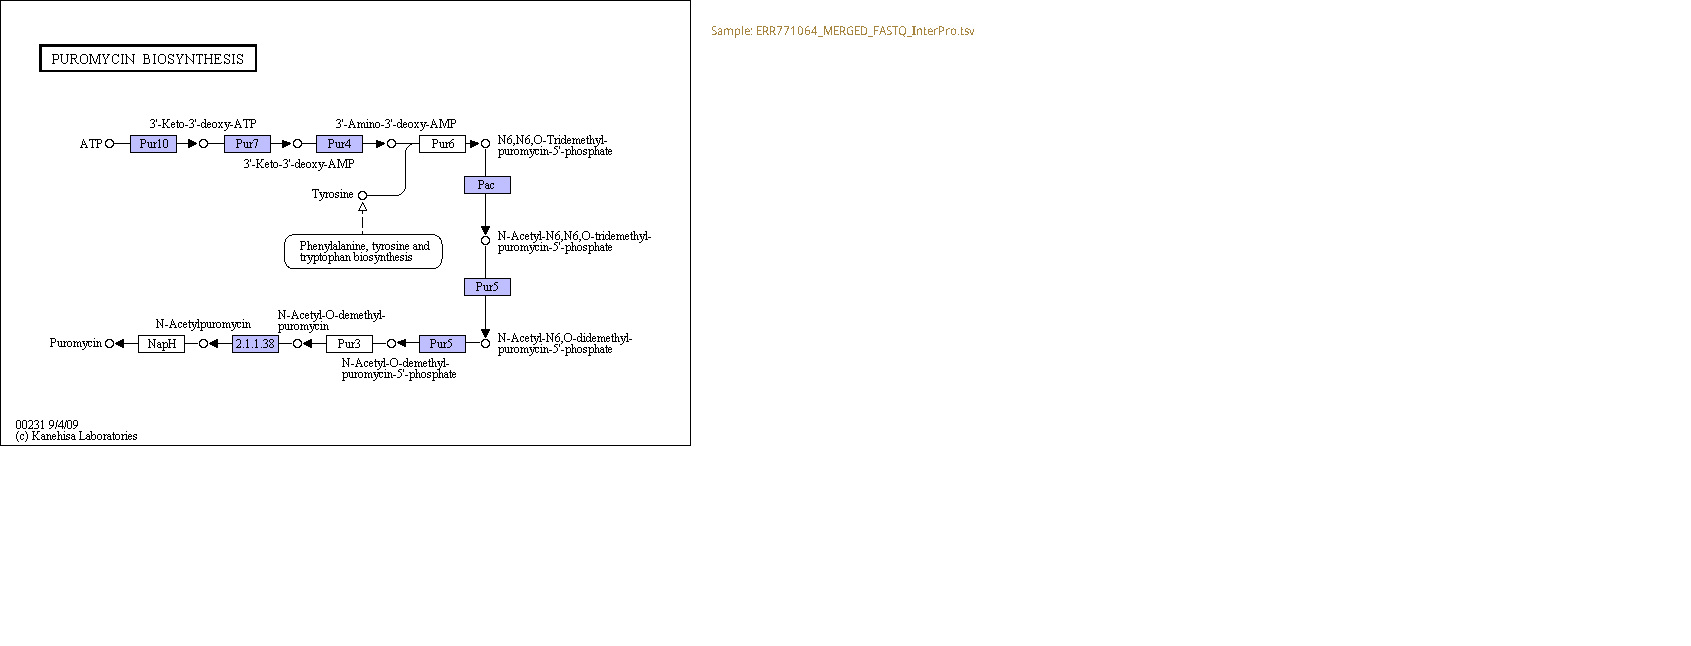 Sample: ERR771064_MERGED_FASTQ_InterPro.tsv
PUROMYCIN BIOSYNTHESIS
3'-Keto-3'-deoxy-ATP
3'-Amino-3'-deoxy-AMP
ATP
Pur10
Pur7
Pur4
Pur6
N6,N6,O-Tridemethyl-
puromycin-5'-phosphate
3'-Keto-3'-deoxy-AMP
Pac
Tyrosine
Phenylalanine, tyrosine and
tryptophan biosynthesis
N-Acetyl-N6,N6,O-tridemethyl-
puromycin-5'-phosphate
Pur5
N-Acetylpuromycin
N-Acetyl-O-demethyl-
puromycin
Puromycin
NapH
2.1.1.38
Pur3
Pur5
N-Acetyl-N6,O-didemethyl-
puromycin-5'-phosphate
N-Acetyl-O-demethyl-
puromycin-5'-phosphate
00231 9/4/09
(c) Kanehisa Laboratories